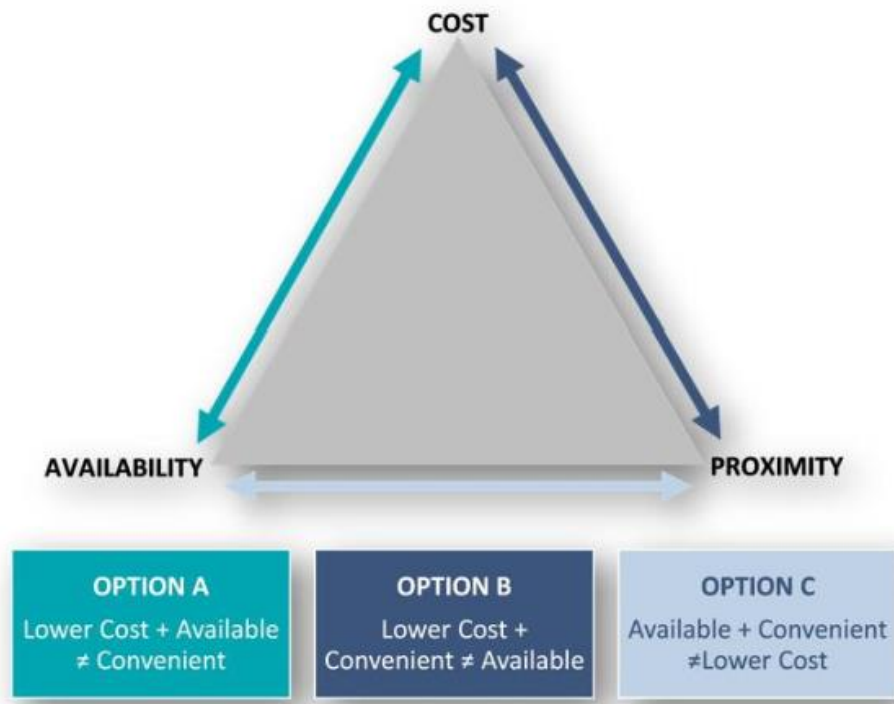 COST
AVAILABILITY
PROXIMITY
OPTION A
Lower Cost + Available
≠ Convenient
OPTION B
Lower Cost +
Convenient ≠ Available
OPTION C
Available + Convenient
≠Lower Cost